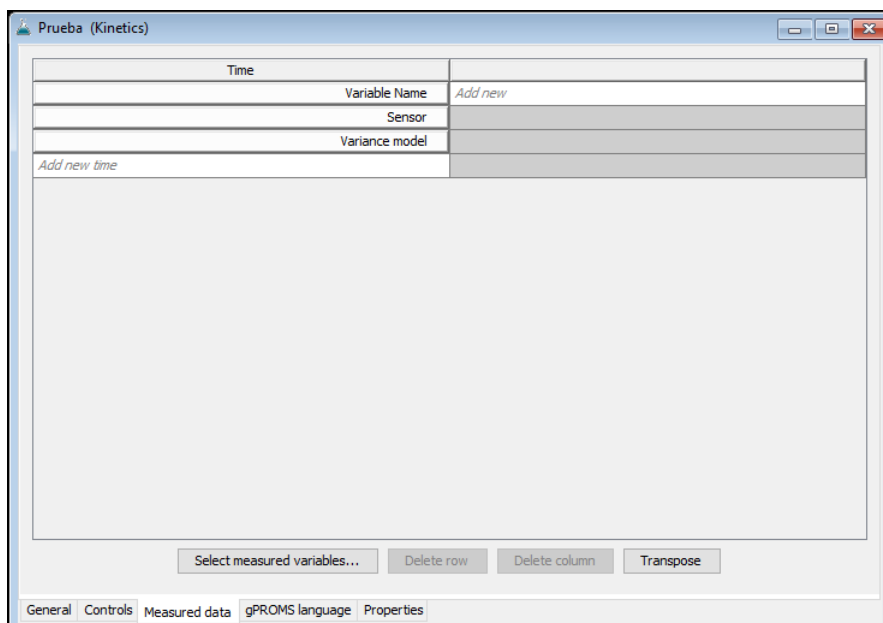 Prueba (Kinetics)
Time
Variable Name Add new
Sensor
Variance model
Add new time
Select measured variables... Delete row Delete column Transpose
General Controls Measured data gPROMS language Properties